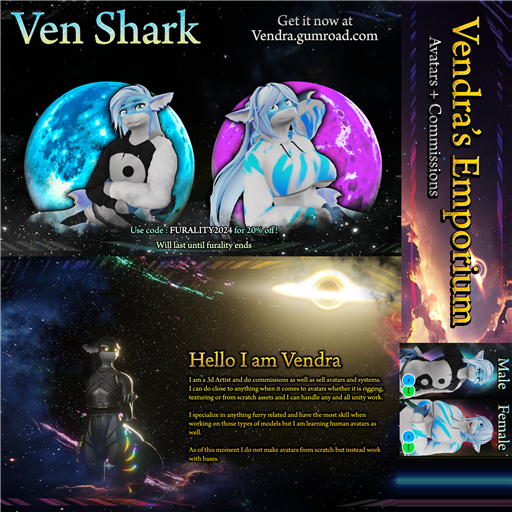 Ven Shark
Get it now at
Vendra.gumroad.com
Use code : FURALITY2024 for 20% off!
Will last until furality ends
Vendra's Emporium
Avatars + Commissions
Hello I am Vendra
I am a 3d Artist and do commissions as well as sell avatars and systems.
I can do close to anything when it comes to avatars whether it is rigging,
texturing or from scratch assets and I can handle any and all unity work.
I specialize in anything furry related and have the most skill when
working on those types of models but I am learning human avatars as
well.
As of this moment I do not make avatars from scratch but instead work
with bases.
Male
Female